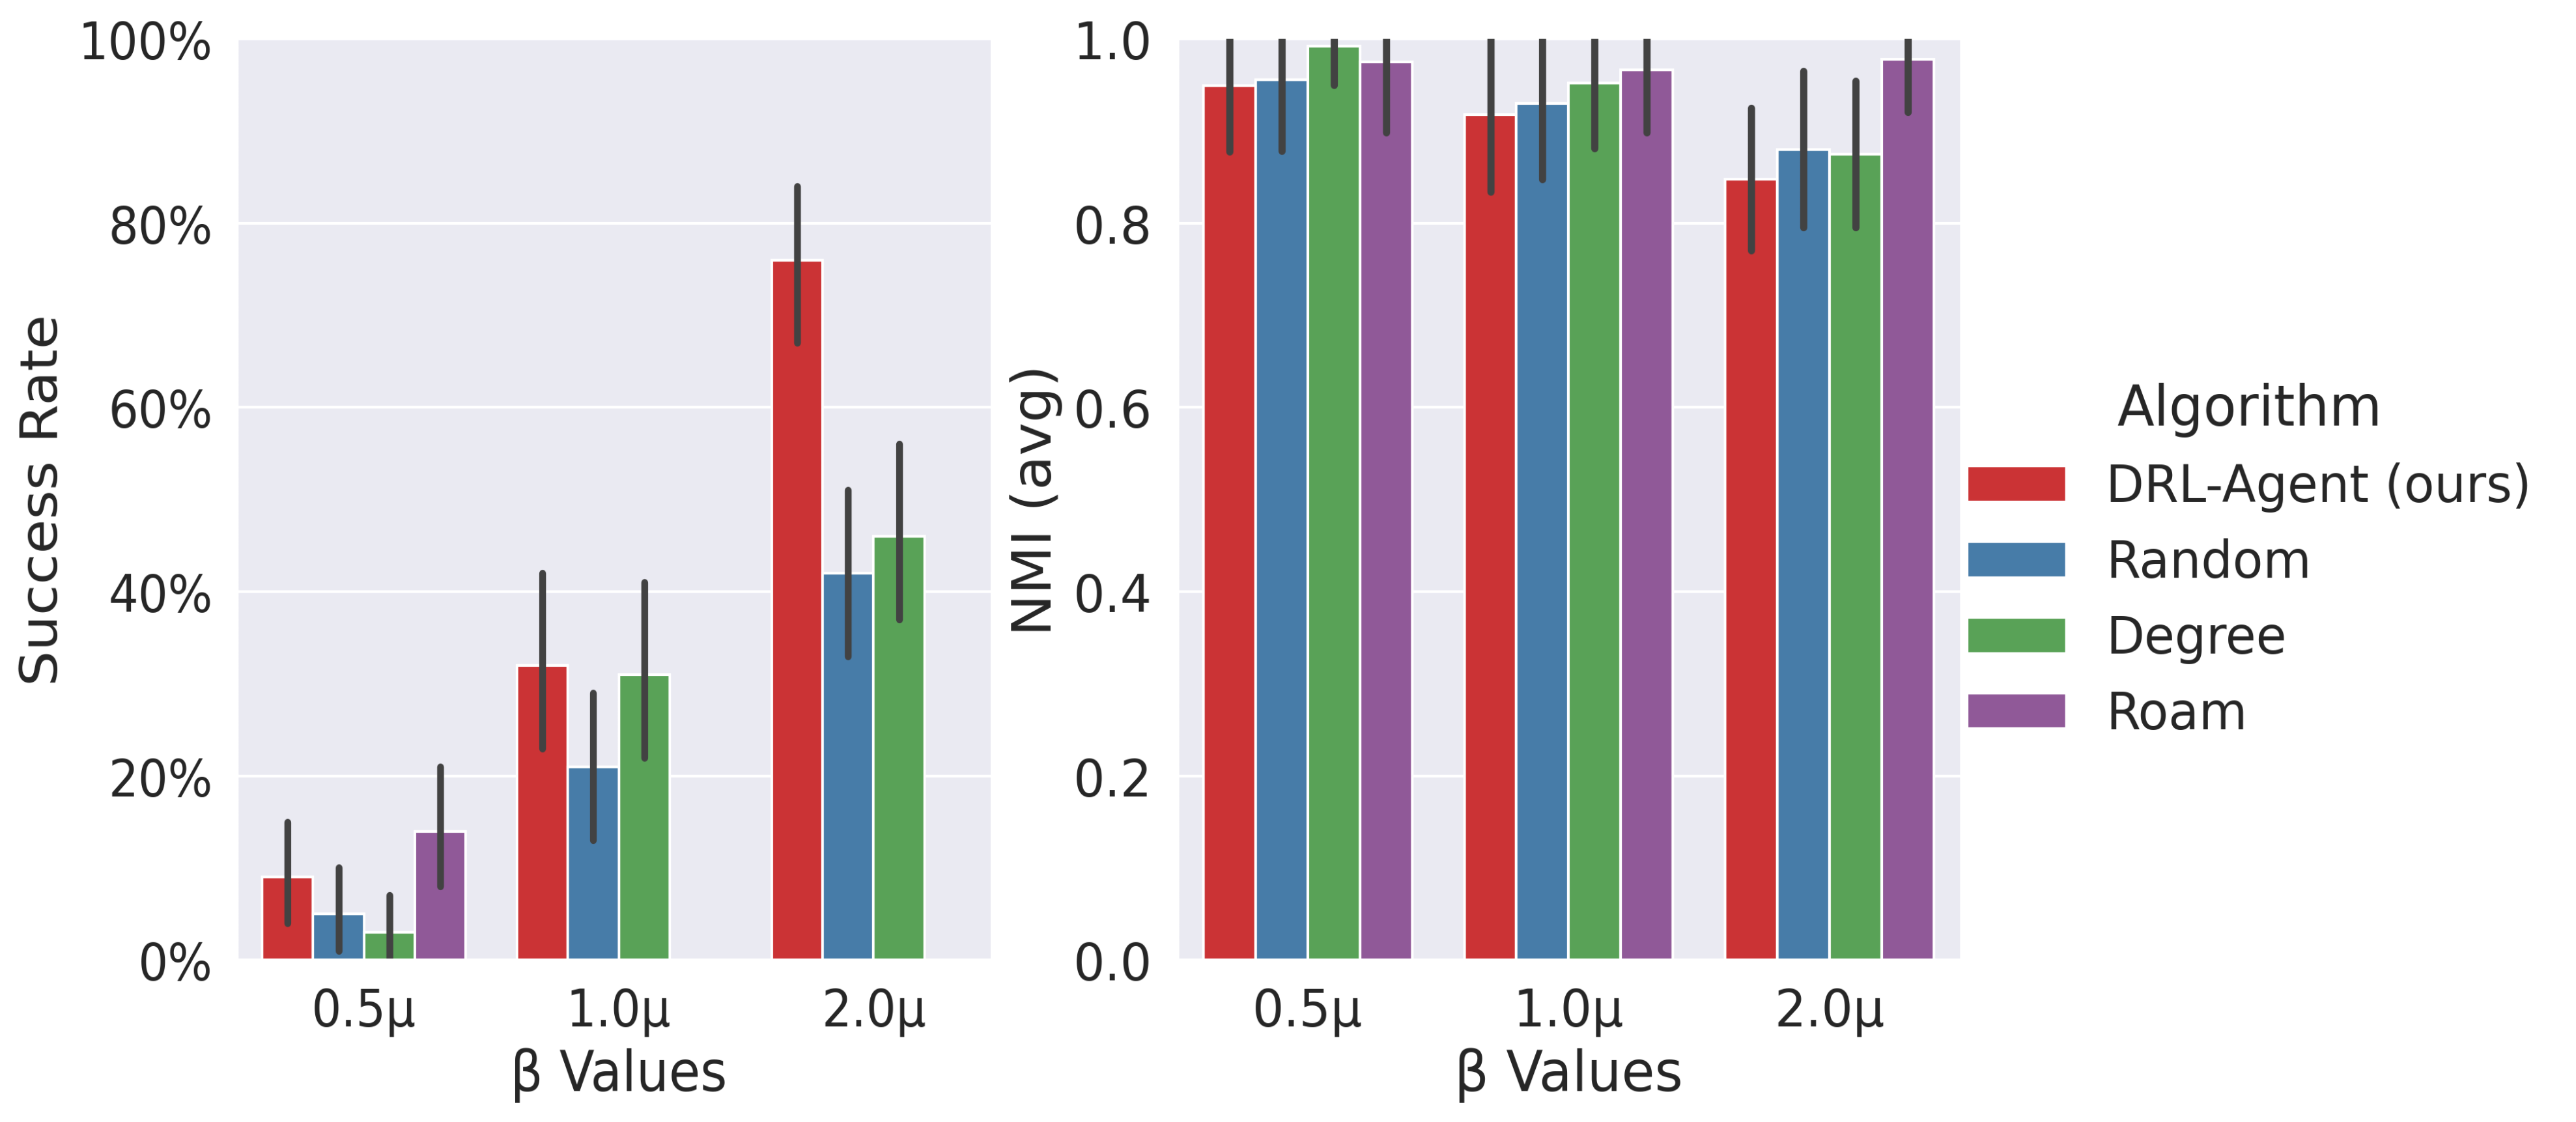 100%
80%
60%
40%
20%
0%
Success Rate
0.5μ 1.0μ 2.0μ
β Values
1.0
0.8
0.6
0.4
0.2
0.0
NMI (avg)
0.5μ 1.0μ 2.0μ
β Values
Algorithm
DRL-Agent (ours)
Random
Degree
Roam